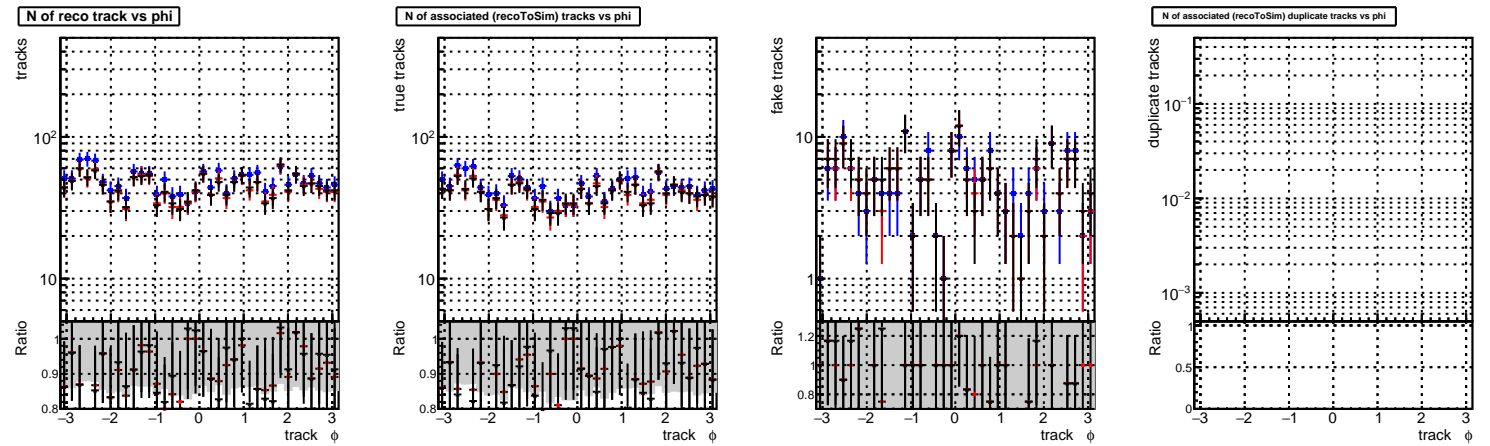 N of reco track vs phi
tracks
10²
10
Ratio
1
0.9
0.8
−3 −2 −1 0 1 2 3
track φ
N of associated (recoToSim) tracks vs phi
true tracks
10²
10
Ratio
1
0.9
0.8
−3 −2 −1 0 1 2 3
track φ
fake tracks
10
1
Ratio
1.2
1.0
0.8
−3 −2 −1 0 1 2 3
track φ
N of associated (recoToSim) duplicate tracks vs phi
duplicate tracks
10⁻¹
10⁻²
10⁻³
Ratio
1
0.5
0
−3 −2 −1 0 1 2 3
track φ